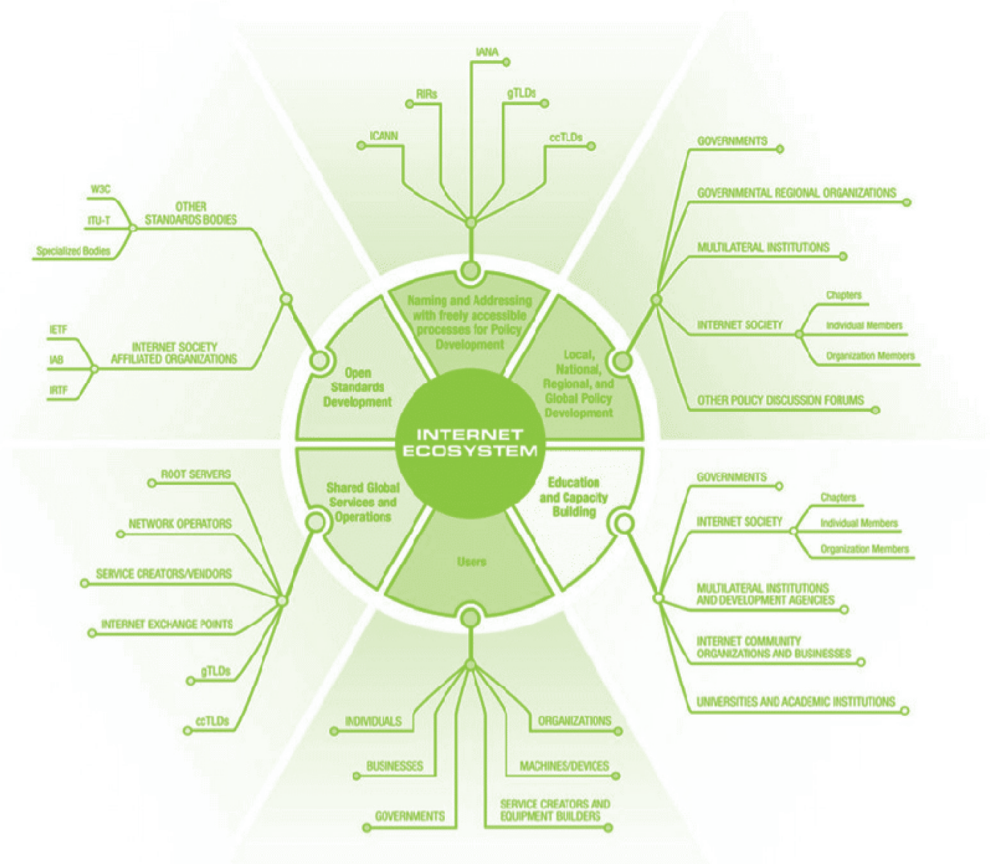 IANA
RIRs
gTLDs
ICANN
ccTLDs
Naming and Addressing
with freely accessible
processes for Policy
Development
GOVERNMENTS
GOVERNMENTAL REGIONAL ORGANIZATIONS
MULTILATERAL INSTITUTIONS
INTERNET SOCIETY
Chapters
Individual Members
Organization Members
OTHER POLICY DISCUSSION FORUMS
Local,
National,
Regional, and
Global Policy
Development
W3C
ITU-T
Specialized Bodies
OTHER
STANDARDS BODIES
IETF
IAB
IRTF
INTERNET SOCIETY
AFFILIATED ORGANIZATIONS
Open
Standards
Development
INTERNET
ECOSYSTEM
ROOT SERVERS
NETWORK OPERATORS
SERVICE CREATORS/VENDORS
INTERNET EXCHANGE POINTS
gTLDs
ccTLDs
Shared Global
Services and
Operations
Education
and Capacity
Building
GOVERNMENTS
INTERNET SOCIETY
Chapters
Individual Members
Organization Members
MULTILATERAL INSTITUTIONS
AND DEVELOPMENT AGENCIES
INTERNET COMMUNITY
ORGANIZATIONS AND BUSINESSES
UNIVERSITIES AND ACADEMIC INSTITUTIONS
Users
INDIVIDUALS
ORGANIZATIONS
BUSINESSES
MACHINES/DEVICES
GOVERNMENTS
SERVICE CREATORS AND
EQUIPMENT BUILDERS